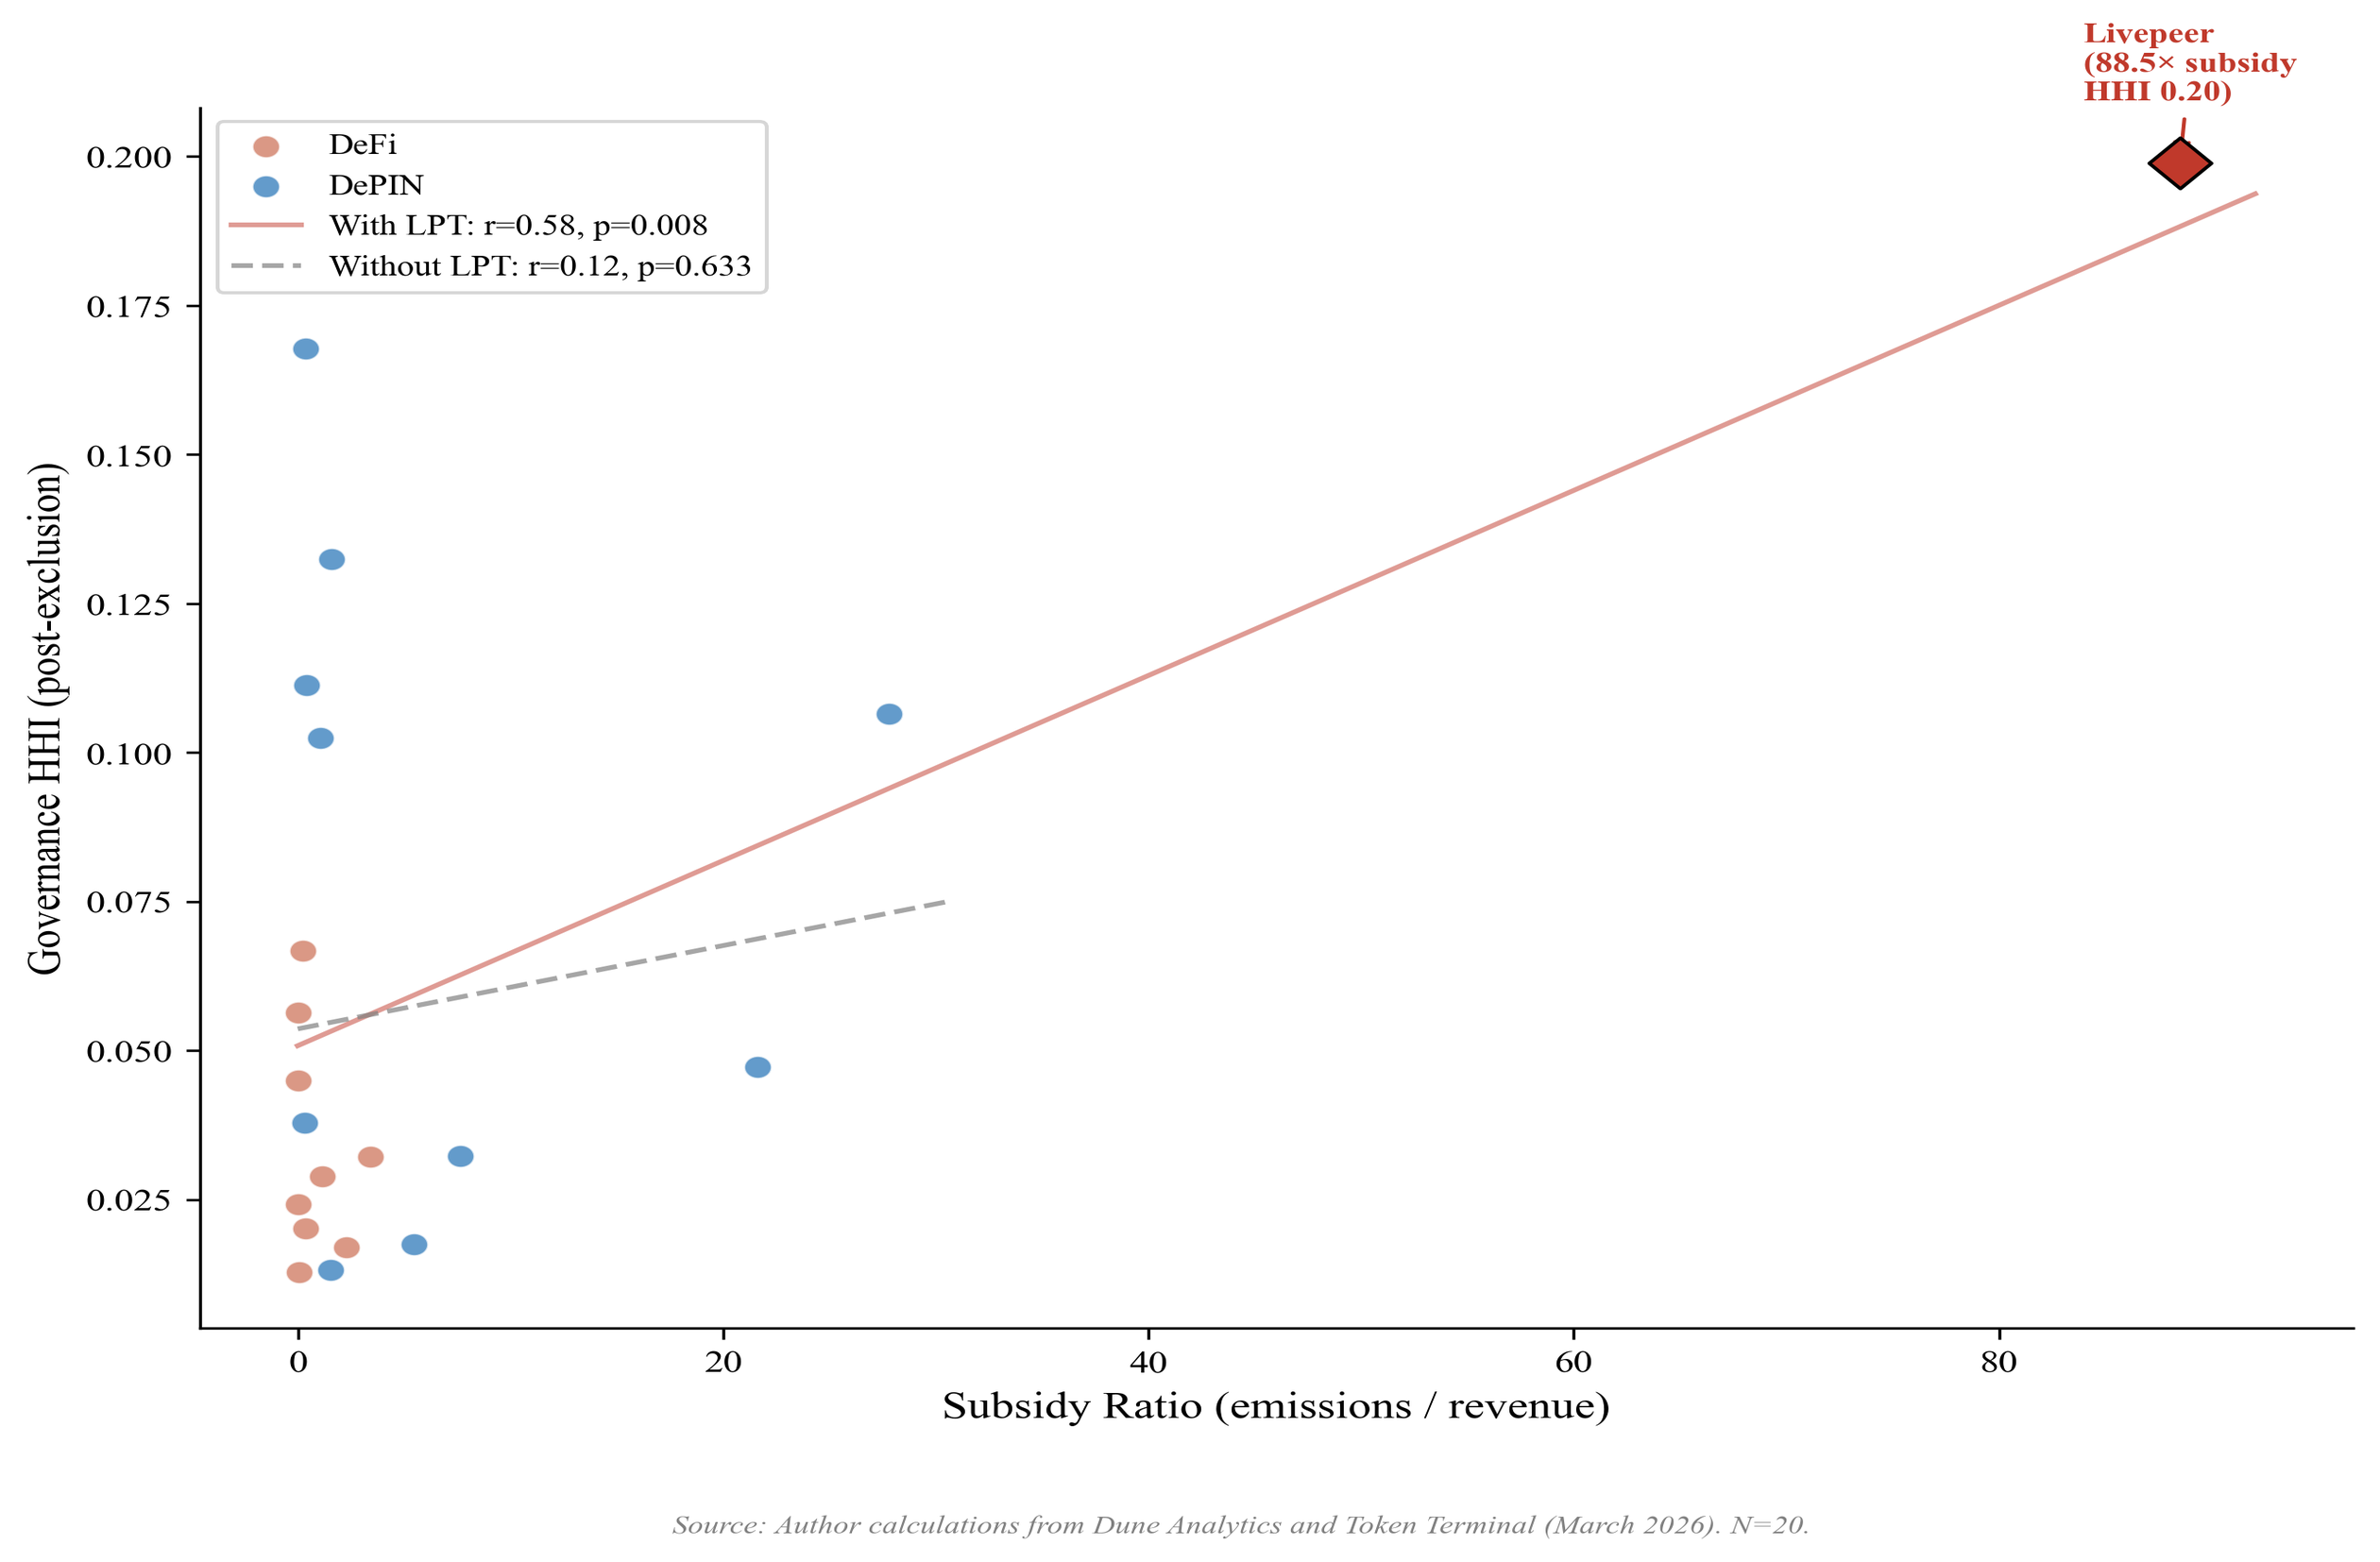 Livepeer
(88.5× subsidy
HHI 0.20)
DeFi
DePIN
With LPT: r=0.58, p=0.008
Without LPT: r=0.12, p=0.633
0.200
0.175
0.150
0.125
0.100
0.075
0.050
0.025
Governance HHI (post-exclusion)
0 20 40 60 80
Subsidy Ratio (emissions / revenue)
Source: Author calculations from Dune Analytics and Token Terminal (March 2026). N=20.